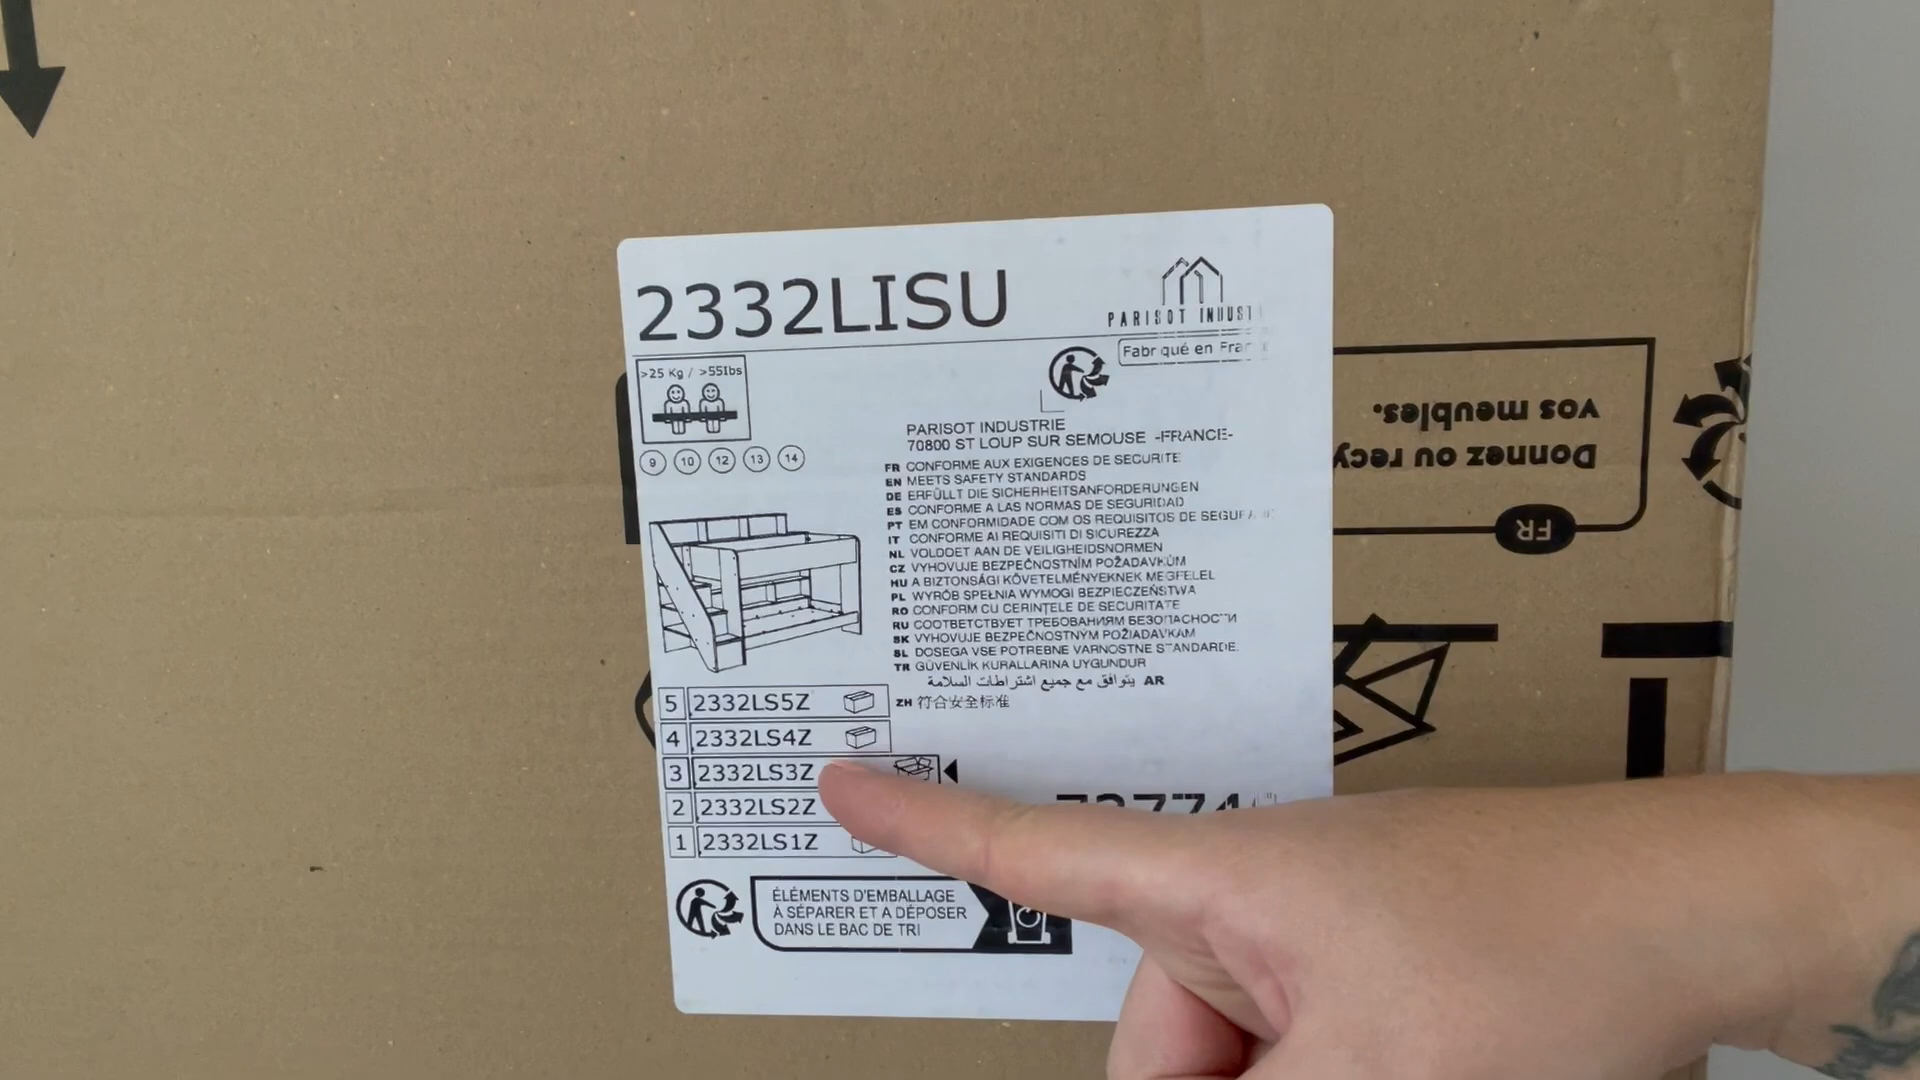 2332LISU
PARISOT INDUST
Fabriqué en Fra
>25 Kg / >55Ibs
9 10 12 13 14
PARISOT INDUSTRIE
70800 ST LOUP SUR SEMOUSE -FRANCE-
FR CONFORME AUX EXIGENCES DE SECURITE
EN MEETS SAFETY STANDARDS
DE ERFÜLLT DIE SICHERHEITSANFORDERUNGEN
ES CONFORME A LAS NORMAS DE SEGURIDAD
PT EM CONFORMIDADE COM OS REQUISITOS DE
IT CONFORME AI REQUISITI DI SICUREZZA
NL VOLDOET AAN DE VEILIGHEIDSNORMEN
CZ VYHOVUJE BEZPEČNOSTNÍM POŽADAVKŮM
HU A BIZTONSÁGI KÖVETELMÉNYEKNEK MEGFELEL
PL WYRÓB SPEŁNIA WYMOGI BEZPIECZEŃSTWA
RO CONFORM CU CERINŢELE DE SECURITATE
RU СООТВЕТСТВУЕТ ТРЕБОВАНИЯМ БЕЗОПАСНОСТИ
SK VYHOVUJE BEZPEČNOSTNÝM POŽIADAVKAM
SL DOSEGA VSE POTREBNE VARNOSTNE STANDARDE.
TR GÜVENLİK KURALLARINA UYGUNDUR
يتوافق مع جميع اشتراطات السلامة AR
ZH 符合安全标准
5 2332LS5Z
4 2332LS4Z
3 2332LS3Z
2 2332LS2Z
1 2332LS1Z
ÉLÉMENTS D'EMBALLAGE
À SÉPARER ET A DÉPOSER
DANS LE BAC DE TRI
FR
Donnez ou recy
vos meubles.